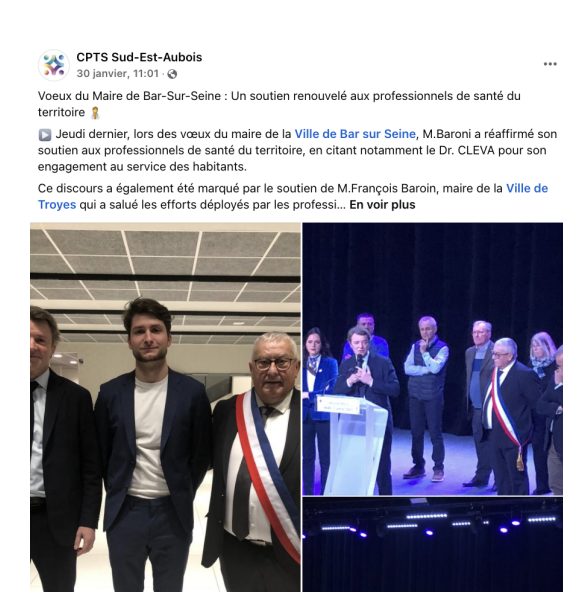 CPTS Sud-Est-Aubois
30 janvier, 11:01 ·
Voeux du Maire de Bar-Sur-Seine : Un soutien renouvelé aux professionnels de santé du
territoire
Jeudi dernier, lors des vœux du maire de la Ville de Bar sur Seine, M.Baroni a réaffirmé son
soutien aux professionnels de santé du territoire, en citant notamment le Dr. CLEVA pour son
engagement au service des habitants.
Ce discours a également été marqué par le soutien de M.François Baroin, maire de la Ville de
Troyes qui a salué les efforts déployés par les professi... En voir plus